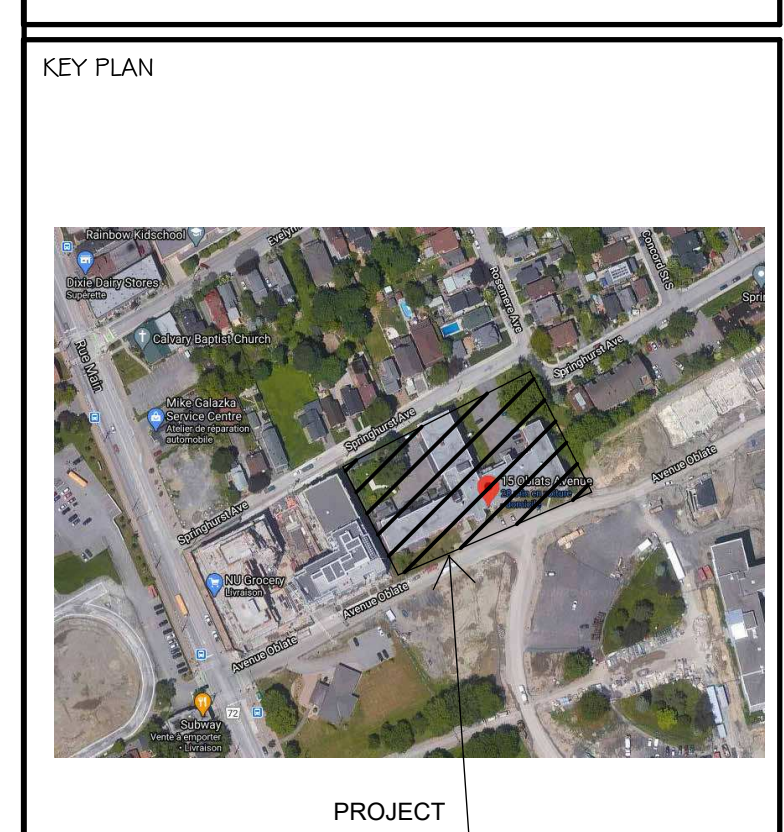 KEY PLAN
Rainbow Kidschool
Evelyn
Dixie Dairy Stores
Supérette
Rue Main
Calvary Baptist Church
Rosemere Ave
Concord St S
Spri
Mike Galazka
Service Centre
Atelier de réparation
automobile
Springhurst Ave
Springhurst Ave
Springhurst Ave
15 Oblats Avenue
Avenue Oblate
NU Grocery
Livraison
Avenue Oblate
Avenue Oblate
Subway
Vente à emporter
• Livraison
72
PROJECT